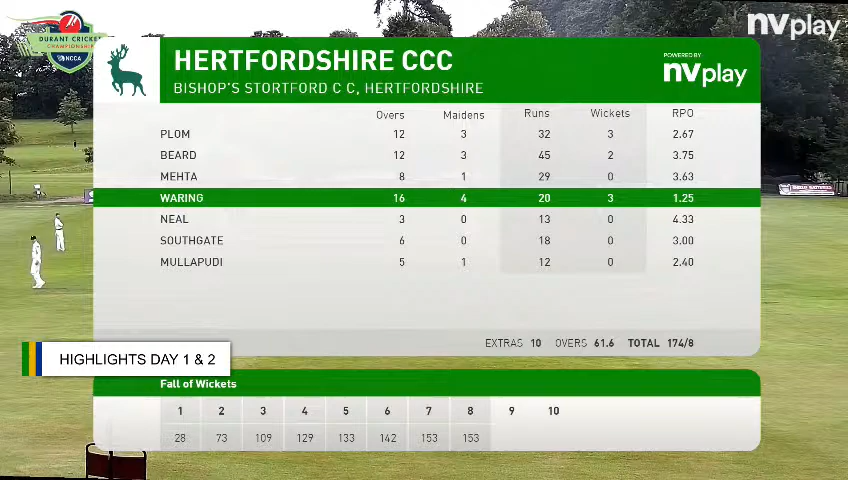 DURANT CRICKET
CHAMPIONSHIP
NCCA
nvplay
HERTFORDSHIRE CCC
BISHOP'S STORTFORD C C, HERTFORDSHIRE
POWERED BY
nvplay
Overs Maidens Runs Wickets RPO
PLOM 12 3 32 3 2.67
BEARD 12 3 45 2 3.75
MEHTA 8 1 29 0 3.63
WARING 16 4 20 3 1.25
NEAL 3 0 13 0 4.33
SOUTHGATE 6 0 18 0 3.00
MULLAPUDI 5 1 12 0 2.40
EXTRAS 10 OVERS 61.6 TOTAL 174/8
HIGHLIGHTS DAY 1 & 2
Fall of Wickets
1 2 3 4 5 6 7 8 9 10
28 73 109 129 133 142 153 153